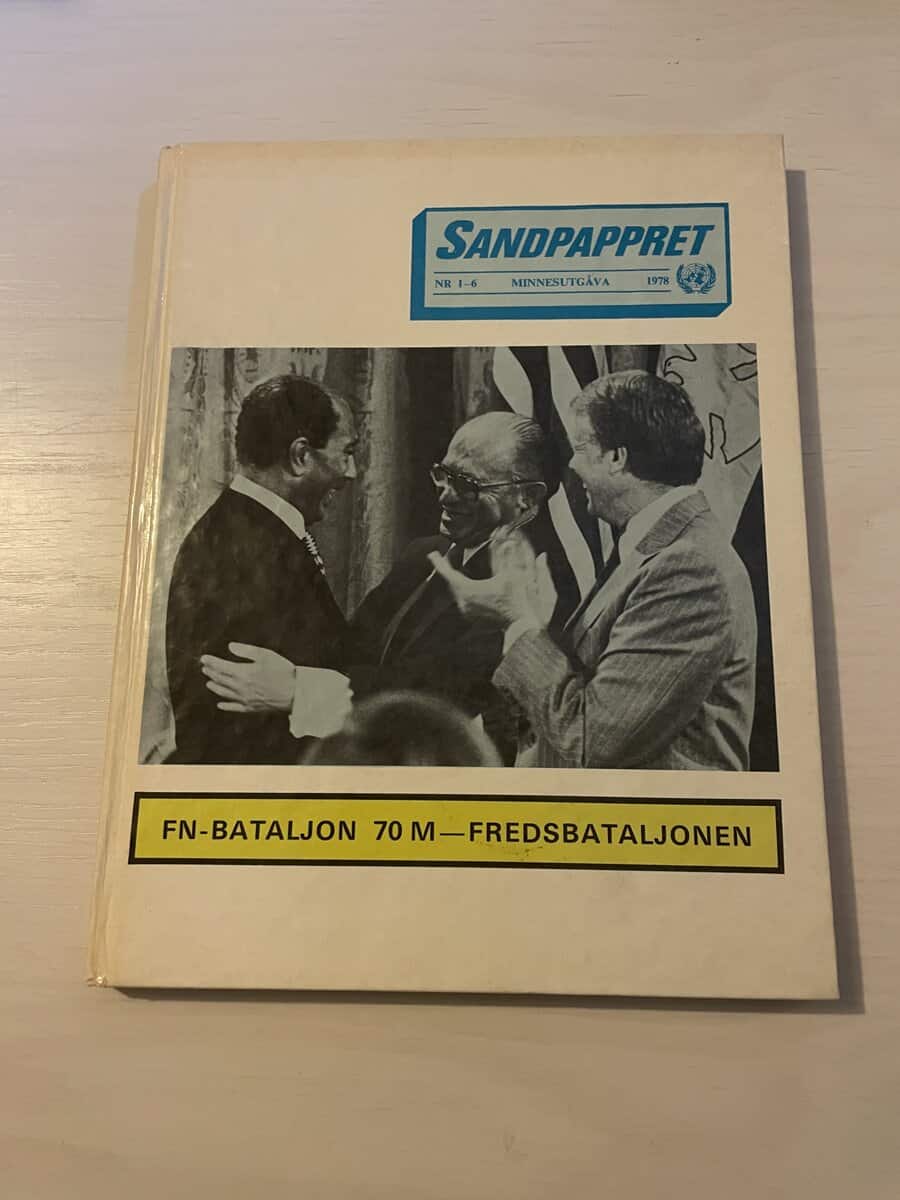 SANDPAPPRET
NR 1–6 MINNESUTGÅVA 1978
FN-BATALJON 70 M—FREDSBATALJONEN